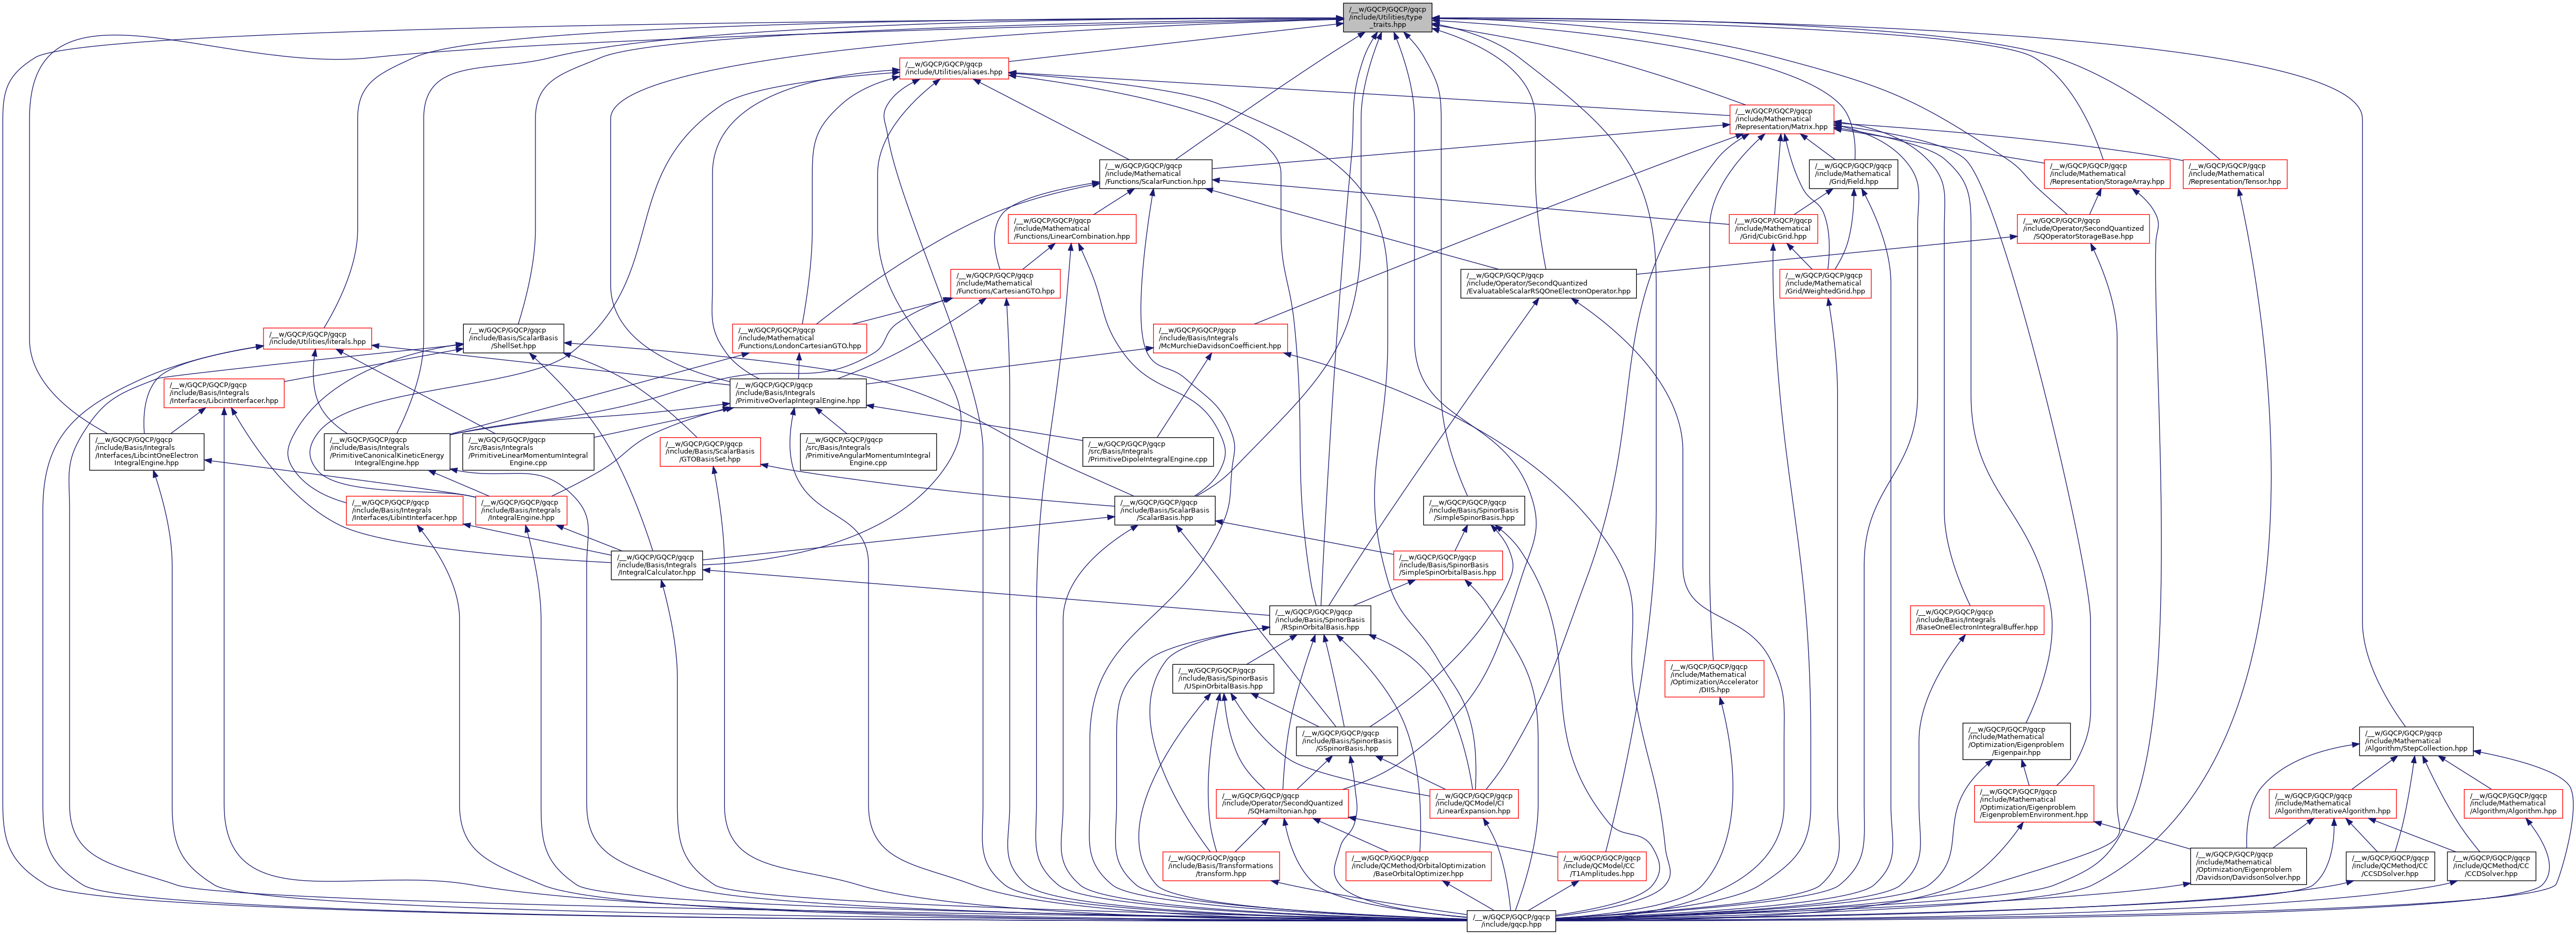 /__w/GQCP/GQCP/gqcp
/include/Utilities/type
_traits.hpp
/__w/GQCP/GQCP/gqcp
/include/Utilities/aliases.hpp
/__w/GQCP/GQCP/gqcp
/include/Mathematical
/Representation/Matrix.hpp
/__w/GQCP/GQCP/gqcp
/include/Mathematical
/Functions/ScalarFunction.hpp
/__w/GQCP/GQCP/gqcp
/include/Mathematical
/Grid/Field.hpp
/__w/GQCP/GQCP/gqcp
/include/Mathematical
/Representation/StorageArray.hpp
/__w/GQCP/GQCP/gqcp
/include/Mathematical
/Representation/Tensor.hpp
/__w/GQCP/GQCP/gqcp
/include/Mathematical
/Functions/LinearCombination.hpp
/__w/GQCP/GQCP/gqcp
/include/Mathematical
/Grid/CubicGrid.hpp
/__w/GQCP/GQCP/gqcp
/include/Operator/SecondQuantized
/SQOperatorStorageBase.hpp
/__w/GQCP/GQCP/gqcp
/include/Mathematical
/Functions/CartesianGTO.hpp
/__w/GQCP/GQCP/gqcp
/include/Operator/SecondQuantized
/EvaluatableScalarRSQOneElectronOperator.hpp
/__w/GQCP/GQCP/gqcp
/include/Mathematical
/Grid/WeightedGrid.hpp
/__w/GQCP/GQCP/gqcp
/include/Utilities/literals.hpp
/__w/GQCP/GQCP/gqcp
/include/Basis/ScalarBasis
/ShellSet.hpp
/__w/GQCP/GQCP/gqcp
/include/Mathematical
/Functions/LondonCartesianGTO.hpp
/__w/GQCP/GQCP/gqcp
/include/Basis/Integrals
/McMurchieDavidsonCoefficient.hpp
/__w/GQCP/GQCP/gqcp
/include/Basis/Integrals
/Interfaces/LibcintInterfacer.hpp
/__w/GQCP/GQCP/gqcp
/include/Basis/Integrals
/PrimitiveOverlapIntegralEngine.hpp
/__w/GQCP/GQCP/gqcp
/include/Basis/Integrals
/Interfaces/LibcintOneElectron
IntegralEngine.hpp
/__w/GQCP/GQCP/gqcp
/include/Basis/Integrals
/PrimitiveCanonicalKineticEnergy
IntegralEngine.hpp
/__w/GQCP/GQCP/gqcp
/src/Basis/Integrals
/PrimitiveLinearMomentumIntegral
Engine.cpp
/__w/GQCP/GQCP/gqcp
/include/Basis/ScalarBasis
/GTOBasisSet.hpp
/__w/GQCP/GQCP/gqcp
/src/Basis/Integrals
/PrimitiveAngularMomentumIntegral
Engine.cpp
/__w/GQCP/GQCP/gqcp
/src/Basis/Integrals
/PrimitiveDipoleIntegralEngine.cpp
/__w/GQCP/GQCP/gqcp
/include/Basis/Integrals
/Interfaces/LibintInterfacer.hpp
/__w/GQCP/GQCP/gqcp
/include/Basis/Integrals
/IntegralEngine.hpp
/__w/GQCP/GQCP/gqcp
/include/Basis/ScalarBasis
/ScalarBasis.hpp
/__w/GQCP/GQCP/gqcp
/include/Basis/SpinorBasis
/SimpleSpinorBasis.hpp
/__w/GQCP/GQCP/gqcp
/include/Basis/Integrals
/IntegralCalculator.hpp
/__w/GQCP/GQCP/gqcp
/include/Basis/SpinorBasis
/SimpleSpinOrbitalBasis.hpp
/__w/GQCP/GQCP/gqcp
/include/Basis/SpinorBasis
/RSpinOrbitalBasis.hpp
/__w/GQCP/GQCP/gqcp
/include/Basis/Integrals
/BaseOneElectronIntegralBuffer.hpp
/__w/GQCP/GQCP/gqcp
/include/Basis/SpinorBasis
/USpinOrbitalBasis.hpp
/__w/GQCP/GQCP/gqcp
/include/Mathematical
/Optimization/Accelerator
/DIIS.hpp
/__w/GQCP/GQCP/gqcp
/include/Basis/SpinorBasis
/GSpinorBasis.hpp
/__w/GQCP/GQCP/gqcp
/include/Mathematical
/Optimization/Eigenproblem
/Eigenpair.hpp
/__w/GQCP/GQCP/gqcp
/include/Mathematical
/Algorithm/StepCollection.hpp
/__w/GQCP/GQCP/gqcp
/include/Operator/SecondQuantized
/SQHamiltonian.hpp
/__w/GQCP/GQCP/gqcp
/include/QCModel/CI
/LinearExpansion.hpp
/__w/GQCP/GQCP/gqcp
/include/Mathematical
/Optimization/Eigenproblem
/EigenproblemEnvironment.hpp
/__w/GQCP/GQCP/gqcp
/include/Mathematical
/Algorithm/IterativeAlgorithm.hpp
/__w/GQCP/GQCP/gqcp
/include/Mathematical
/Algorithm/Algorithm.hpp
/__w/GQCP/GQCP/gqcp
/include/Basis/Transformations
/transform.hpp
/__w/GQCP/GQCP/gqcp
/include/QCMethod/OrbitalOptimization
/BaseOrbitalOptimizer.hpp
/__w/GQCP/GQCP/gqcp
/include/QCModel/CC
/T1Amplitudes.hpp
/__w/GQCP/GQCP/gqcp
/include/Mathematical
/Optimization/Eigenproblem
/Davidson/DavidsonSolver.hpp
/__w/GQCP/GQCP/gqcp
/include/QCMethod/CC
/CCSDSolver.hpp
/__w/GQCP/GQCP/gqcp
/include/QCMethod/CC
/CCDSolver.hpp
/__w/GQCP/GQCP/gqcp
/include/gqcp.hpp